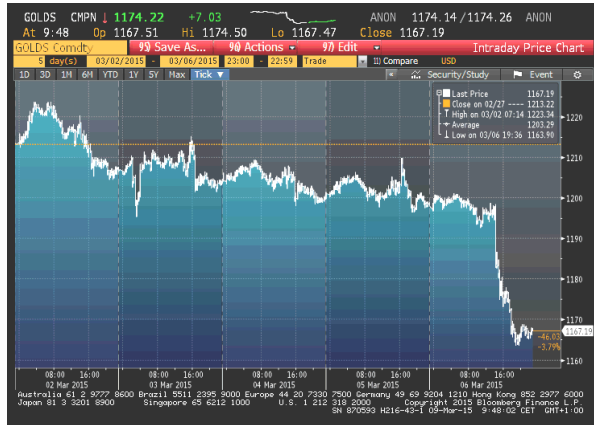 GOLDS CMPN ↓ 1174.22 +7.03 ANON 1174.14/1174.26 ANON
At 9:48 Op 1167.51 Hi 1174.50 Lo 1167.47 Close 1167.19
GOLDS Comdty 95) Save As... 96) Actions 97) Edit Intraday Price Chart
5 day(s) 03/02/2015 - 03/06/2015 23:00 - 22:59 Trade 11) Compare USD
1D 3D 1M 6M YTD 1Y 5Y Max Tick ▼ « Security/Study Event
Last Price 1167.19
Close on 02/27 ---- 1213.22
High on 03/02 07:14 1223.34
Average 1203.29
Low on 03/06 19:36 1163.90
1220
1210
1200
1190
1180
1170
1167.19
-46.03
-3.79%
1160
08:00 16:00 08:00 16:00 08:00 16:00 08:00 16:00 08:00 16:00
02 Mar 2015 03 Mar 2015 04 Mar 2015 05 Mar 2015 06 Mar 2015
Australia 61 2 9777 8600 Brazil 5511 2395 9000 Europe 44 20 7330 7500 Germany 49 69 9204 1210 Hong Kong 852 2977 6000
Japan 81 3 3201 8900 Singapore 65 6212 1000 U.S. 1 212 318 2000 Copyright 2015 Bloomberg Finance L.P.
SN 870593 H216-43-1 09-Mar-15 9:48:02 CET GMT+1:00